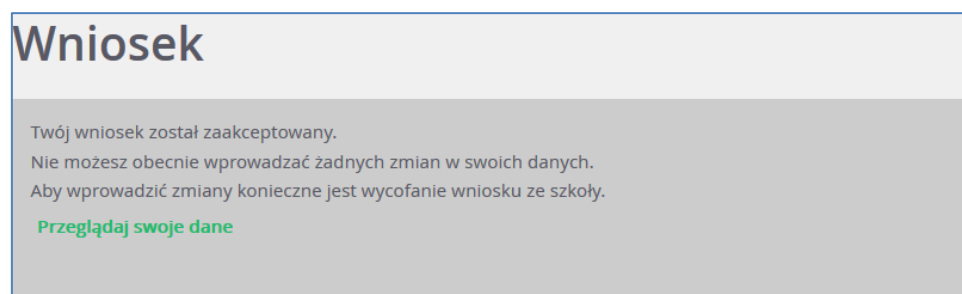 Wniosek
Twój wniosek został zaakceptowany.
Nie możesz obecnie wprowadzać żadnych zmian w swoich danych.
Aby wprowadzić zmiany konieczne jest wycofanie wniosku ze szkoły.
Przeglądaj swoje dane